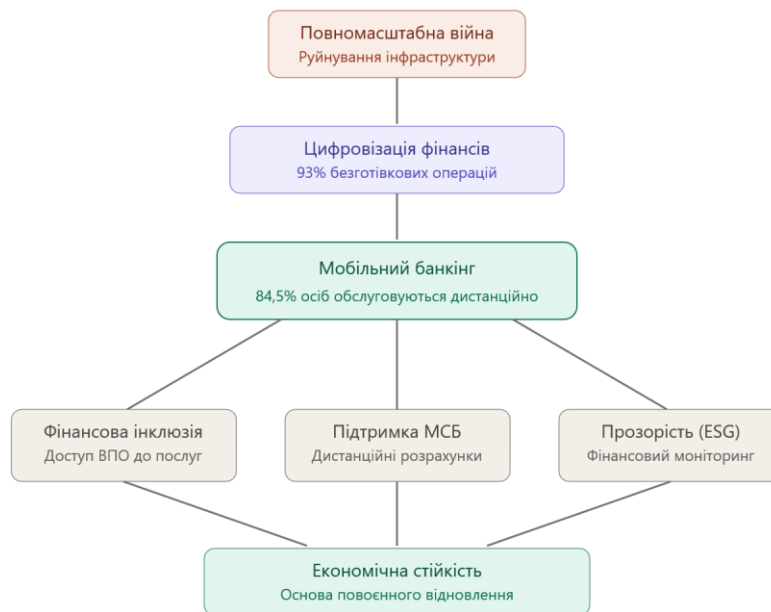 Повномасштабна війна
Руйнування інфраструктури
Цифровізація фінансів
93% безготівкових операцій
Мобільний банкінг
84,5% осіб обслуговуються дистанційно
Фінансова інклюзія
Доступ ВПО до послуг
Підтримка МСБ
Дистанційні розрахунки
Прозорість (ESG)
Фінансовий моніторинг
Економічна стійкість
Основа повоєнного відновлення